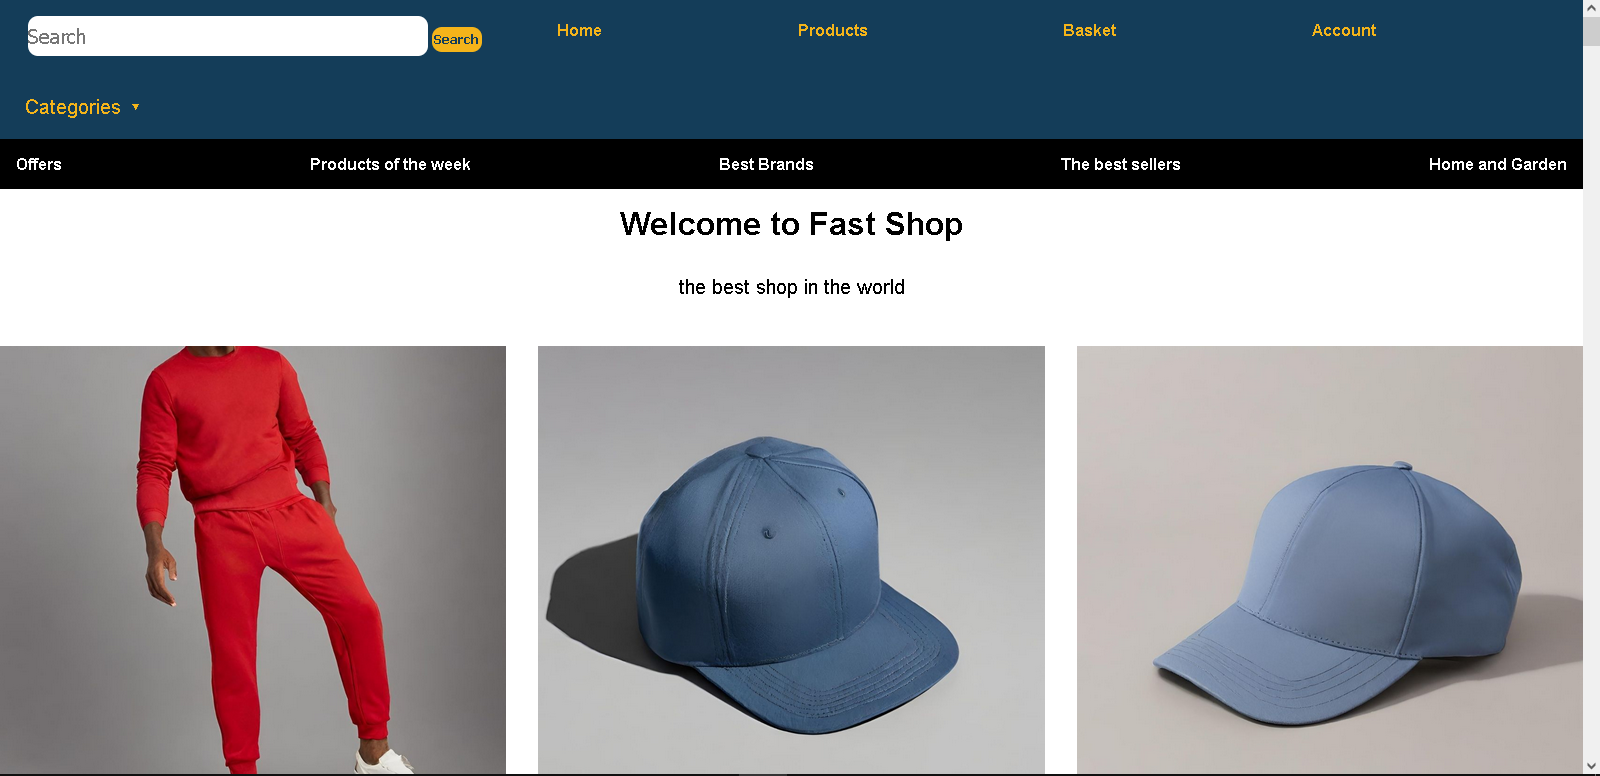 Search
Search
Home
Products
Basket
Account
Categories ▼
Offers
Products of the week
Best Brands
The best sellers
Home and Garden
Welcome to Fast Shop
the best shop in the world